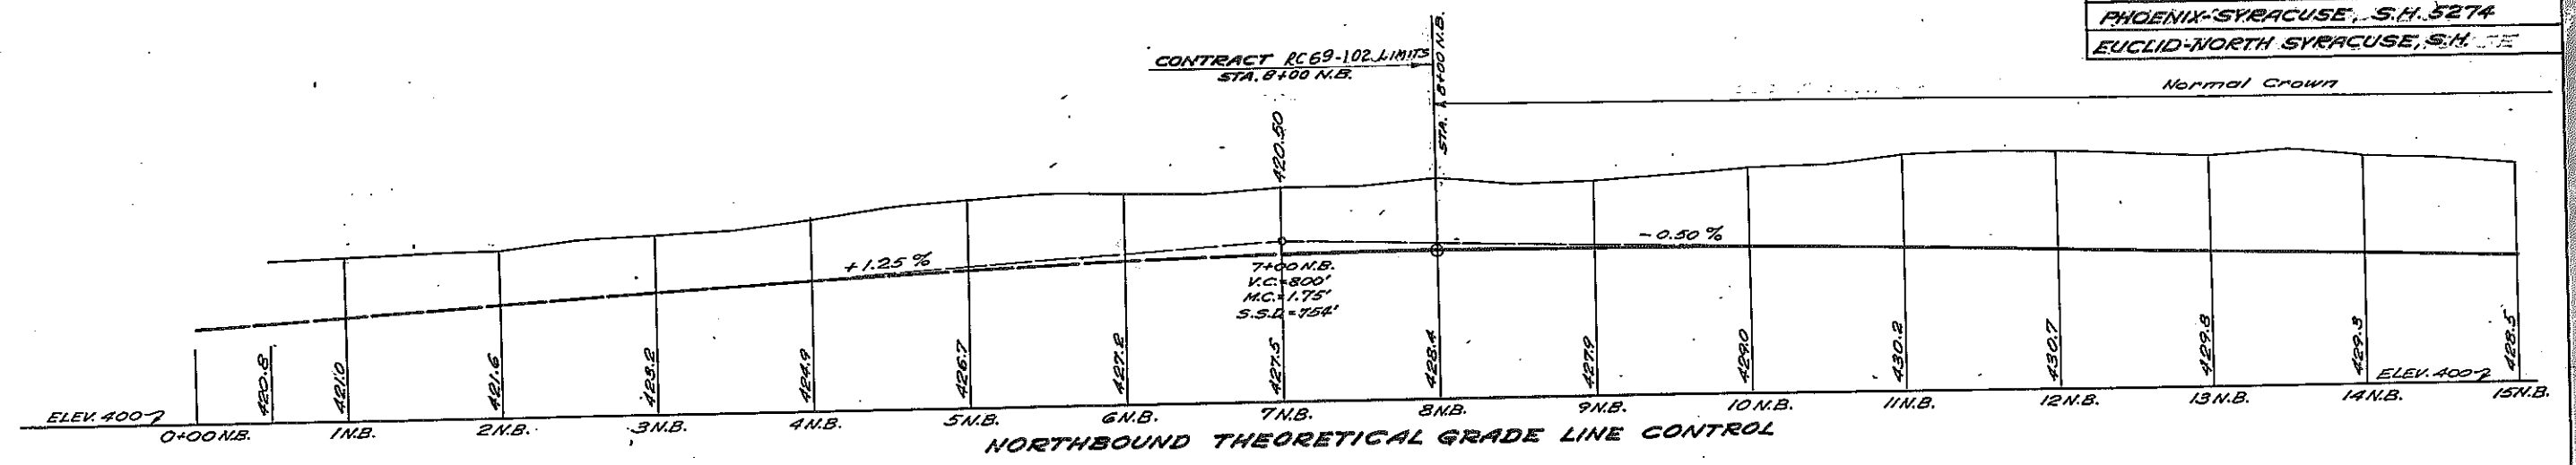 PHOENIX-SYRACUSE, S.H. 5274
EUCLID-NORTH SYRACUSE, S.H.
Normal Crown
CONTRACT RC69-102 LIMITS
STA. 8+00 N.B.
STA. 8+00 N.B.
420.50
+1.25 %
-0.50 %
7+00 N.B.
V.C.=800'
M.C.=1.75'
S.S.D.=754'
420.8
421.0
421.6
423.2
424.9
426.7
427.2
427.5
428.4
427.9
429.0
430.2
430.7
429.8
429.3
428.5
ELEV. 400
ELEV. 400
0+00 N.B.
1 N.B.
2 N.B.
3 N.B.
4 N.B.
5 N.B.
6 N.B.
7 N.B.
8 N.B.
9 N.B.
10 N.B.
11 N.B.
12 N.B.
13 N.B.
14 N.B.
15 N.B.
NORTHBOUND THEORETICAL GRADE LINE CONTROL